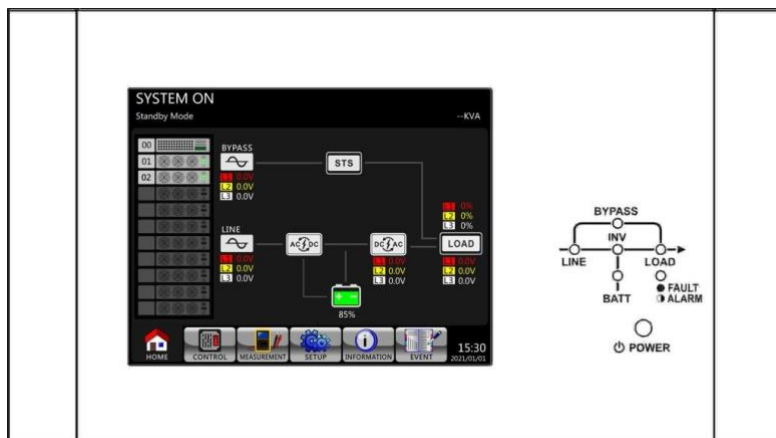 SYSTEM ON
Standby Mode
--KVA
00
01
02
BYPASS
L1 0.0V
L2 0.0V
L3 0.0V
STS
L1 0%
L2 0%
L3 0%
LINE
L1 0.0V
L2 0.0V
L3 0.0V
AC DC
DC AC
L1 0.0V
L2 0.0V
L3 0.0V
LOAD
L1 0.0V
L2 0.0V
L3 0.0V
85%
HOME
CONTROL
MEASUREMENT
SETUP
INFORMATION
EVENT
15:30
2021/01/01
BYPASS
INV
LINE
LOAD
BATT
FAULT
ALARM
POWER